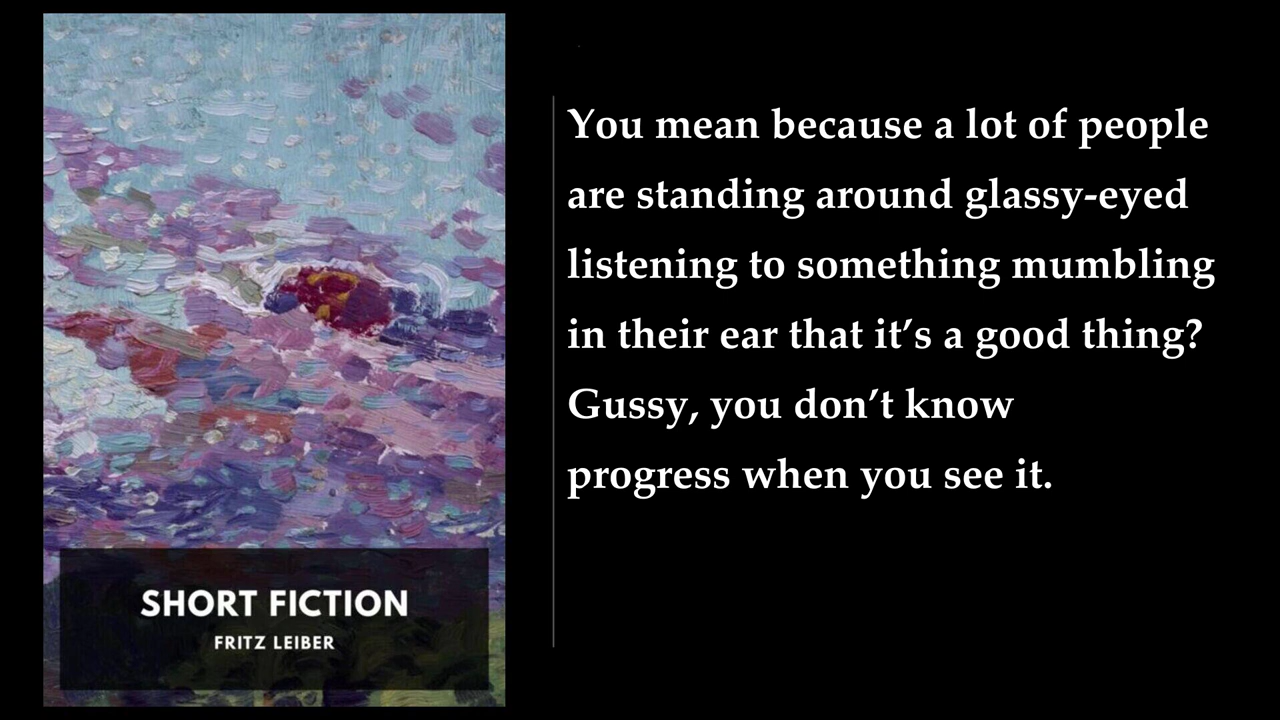 You mean because a lot of people
are standing around glassy-eyed
listening to something mumbling
in their ear that it’s a good thing?
Gussy, you don’t know
progress when you see it.
SHORT FICTION
FRITZ LEIBER